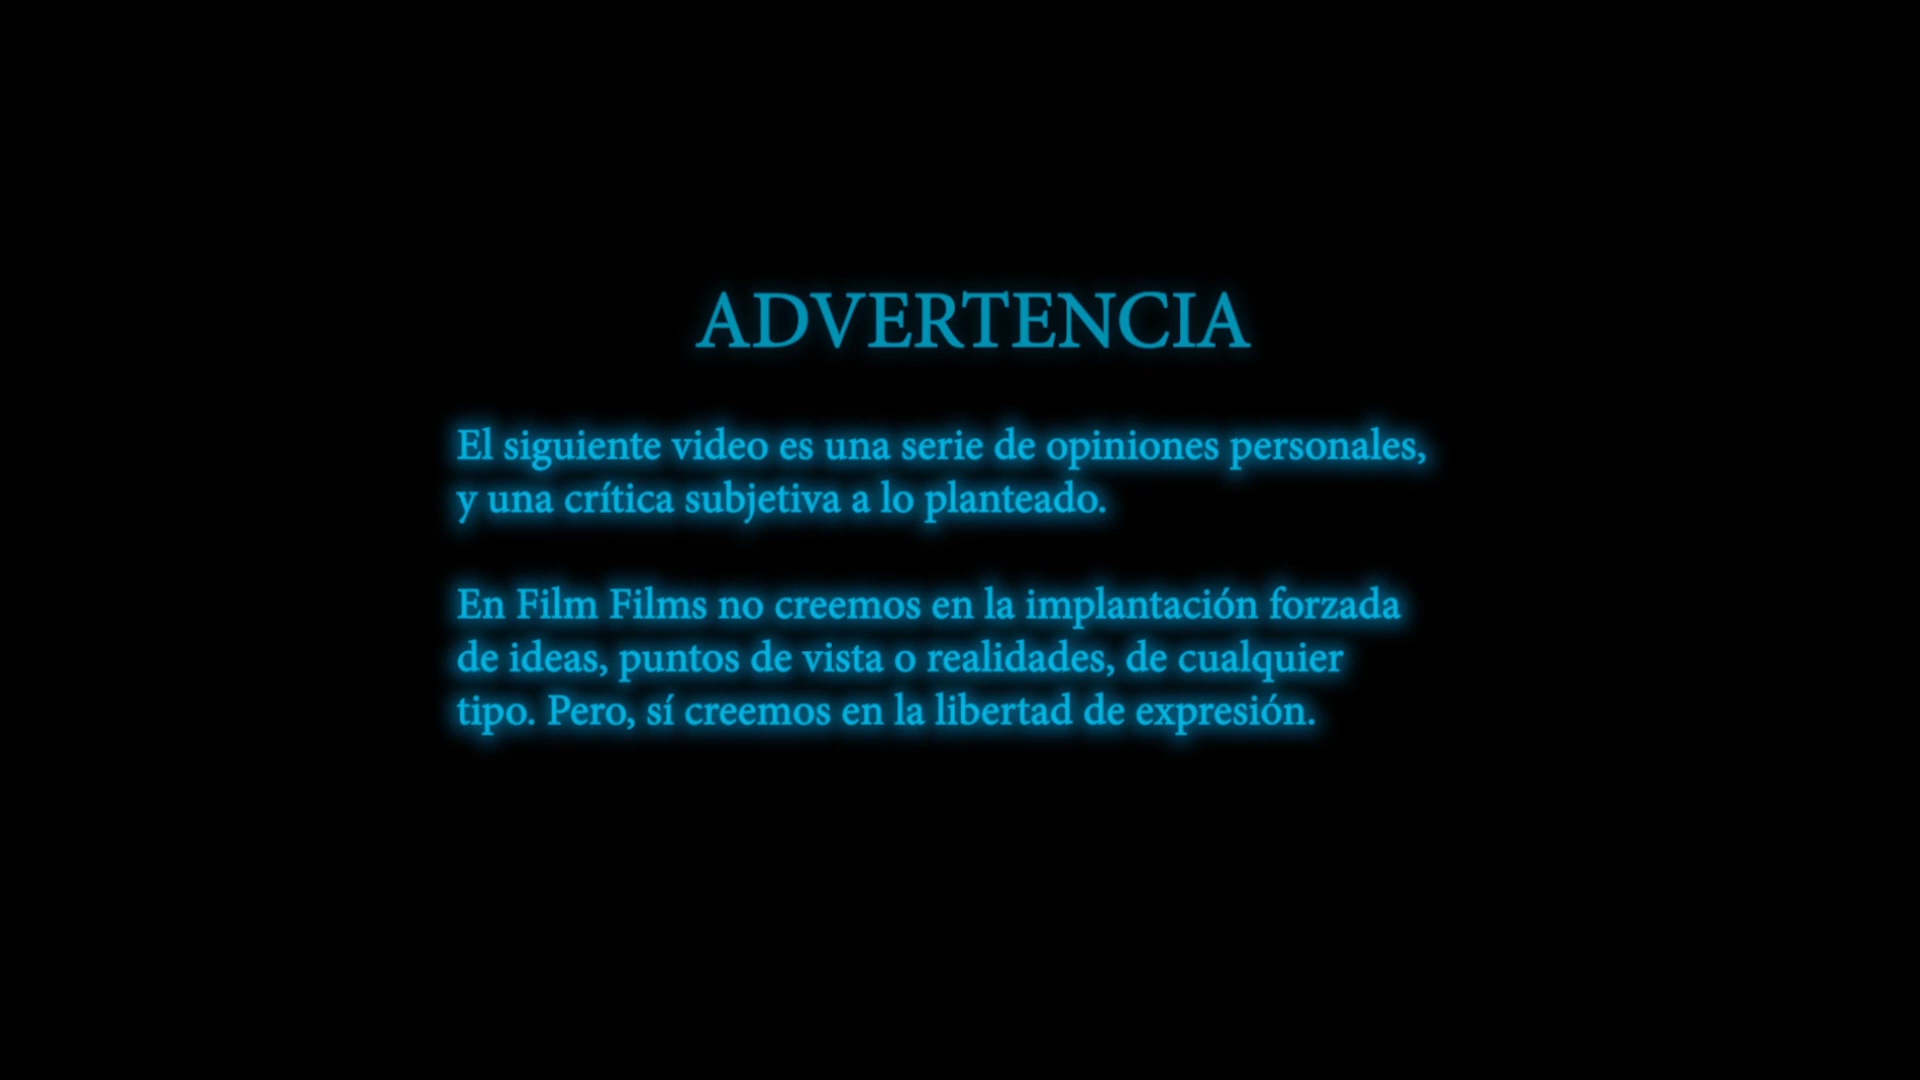 ADVERTENCIA
El siguiente video es una serie de opiniones personales,
y una crítica subjetiva a lo planteado.
En Film Films no creemos en la implantación forzada
de ideas, puntos de vista o realidades, de cualquier
tipo. Pero, sí creemos en la libertad de expresión.